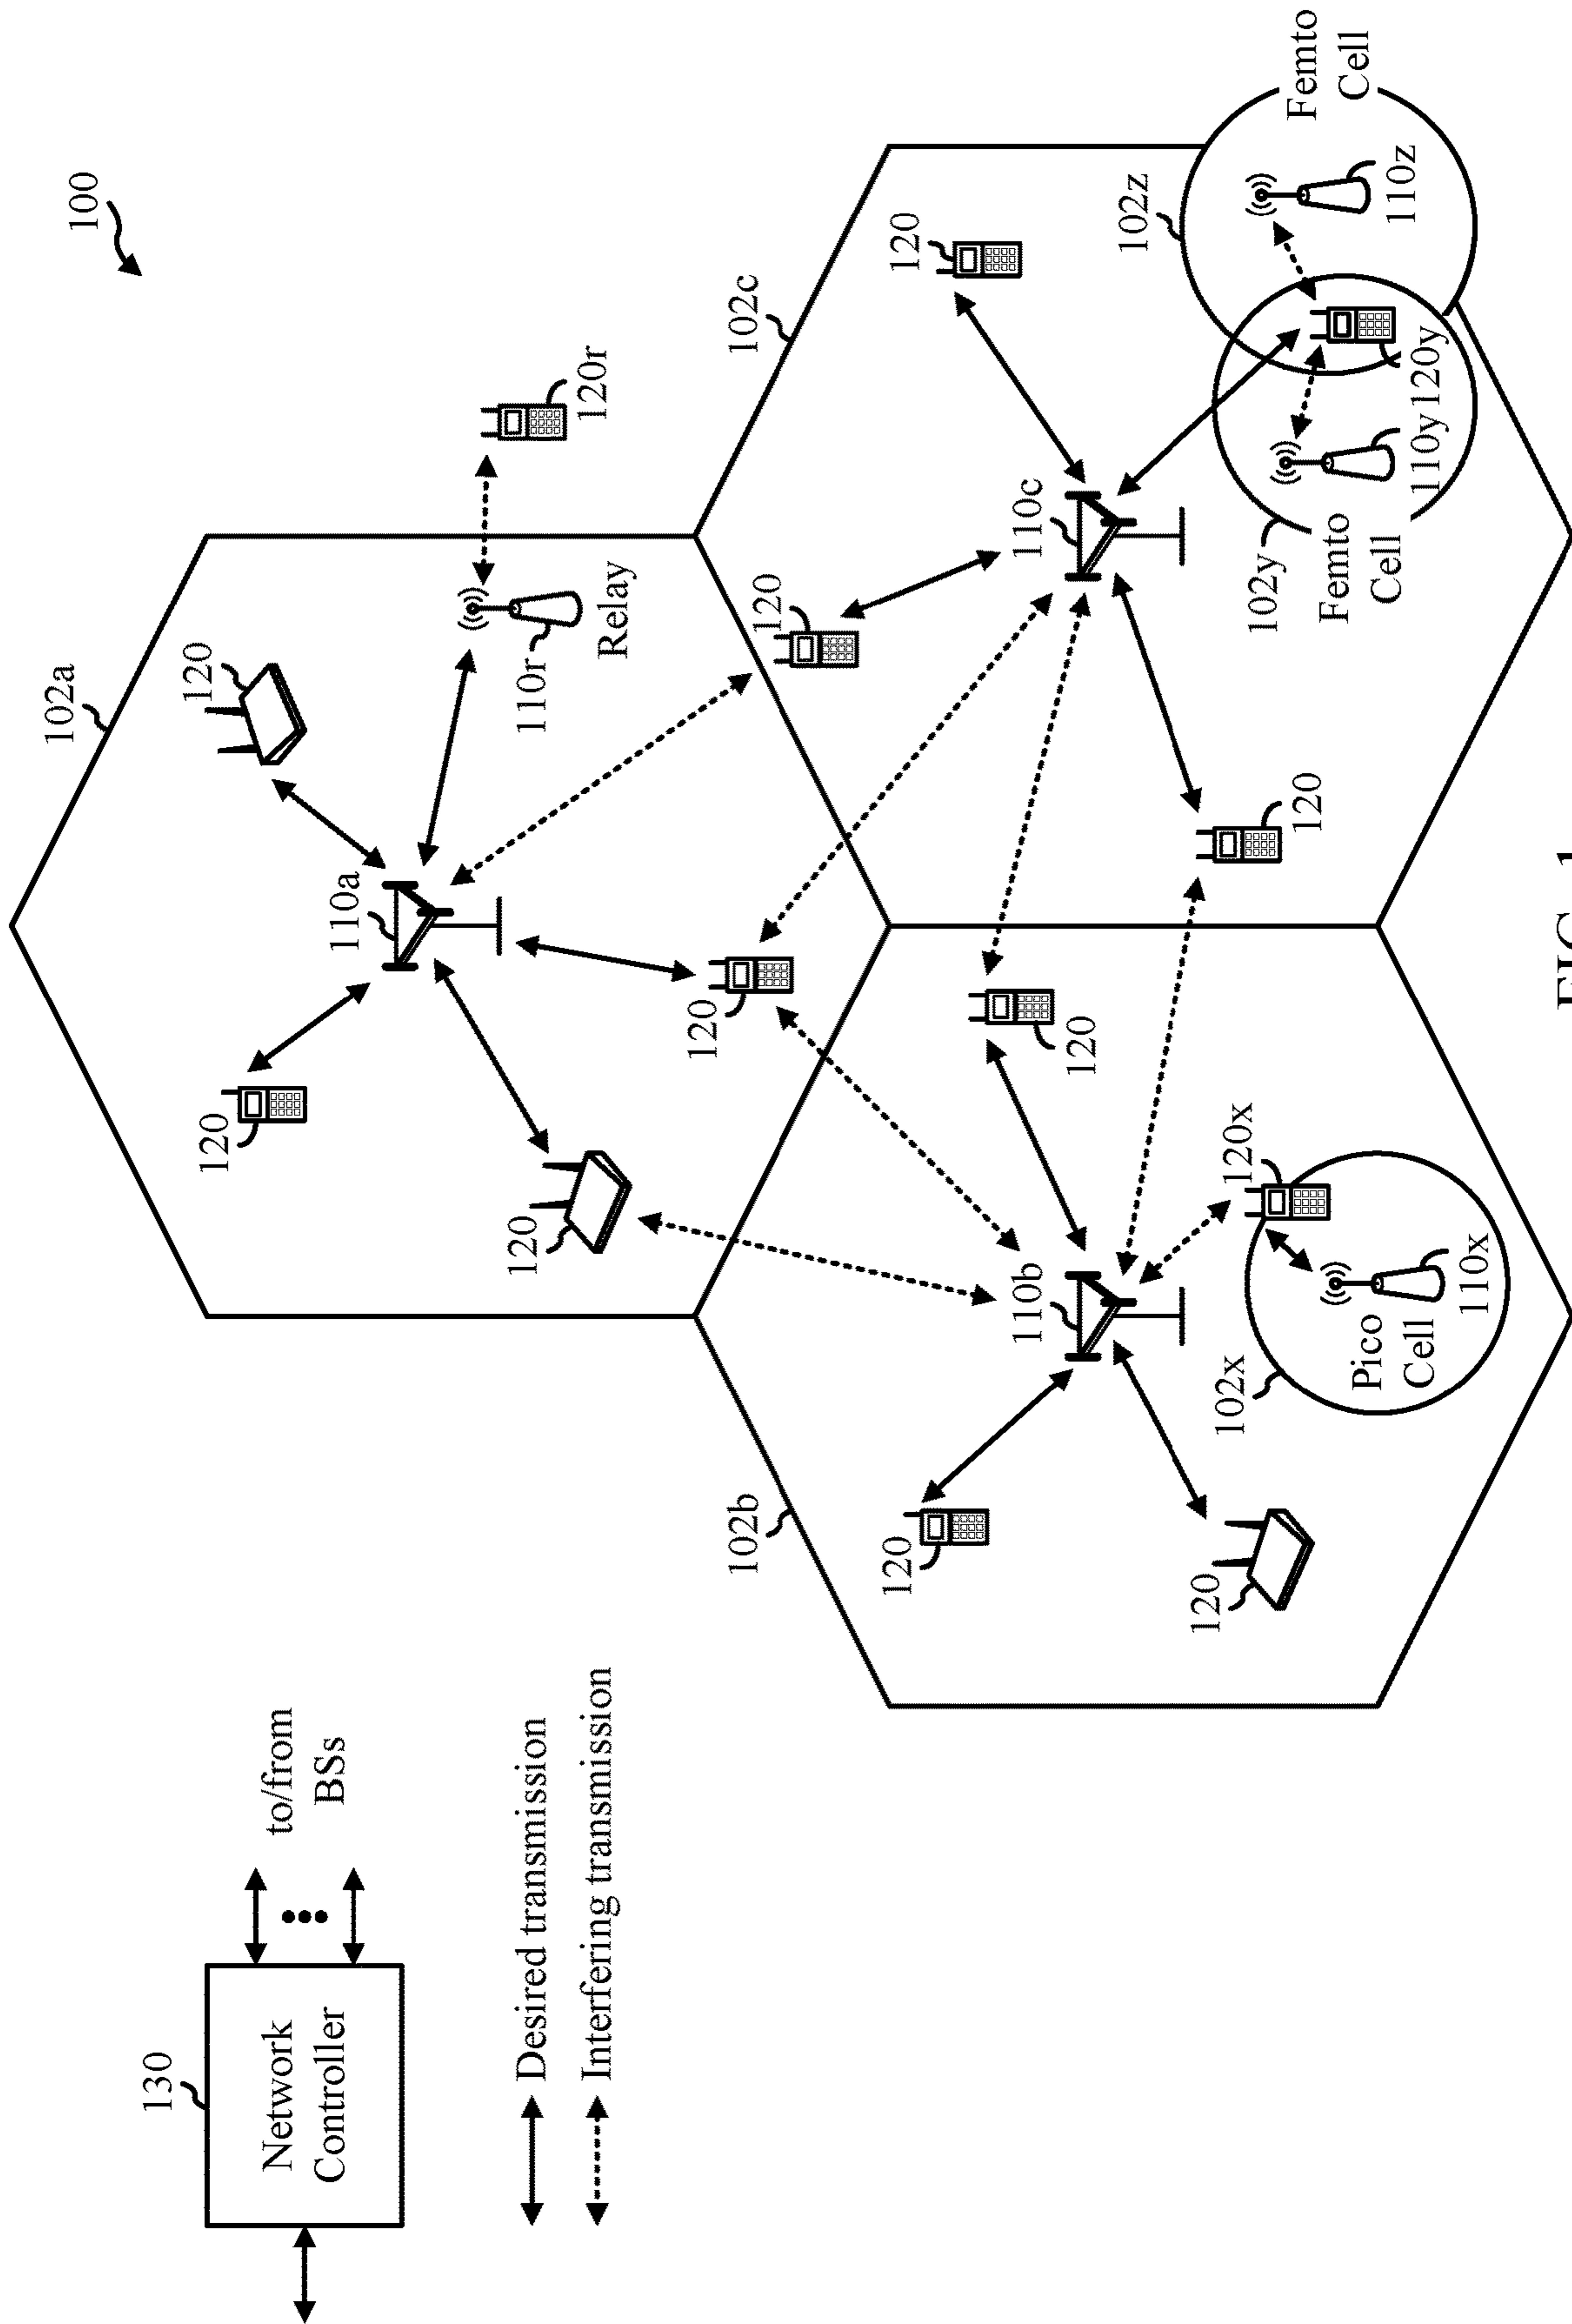 100
130
Network
Controller
to/from
BSs
Desired transmission
Interfering transmission
102a
120
120
110a
120
110r
Relay
120r
120
120
102b
120
120
110b
120
120x
102x
Pico
Cell
110x
102c
120
120
110c
120
102z
110z
Femto
Cell
102y
Femto
Cell
110y
120y
FIG. 1